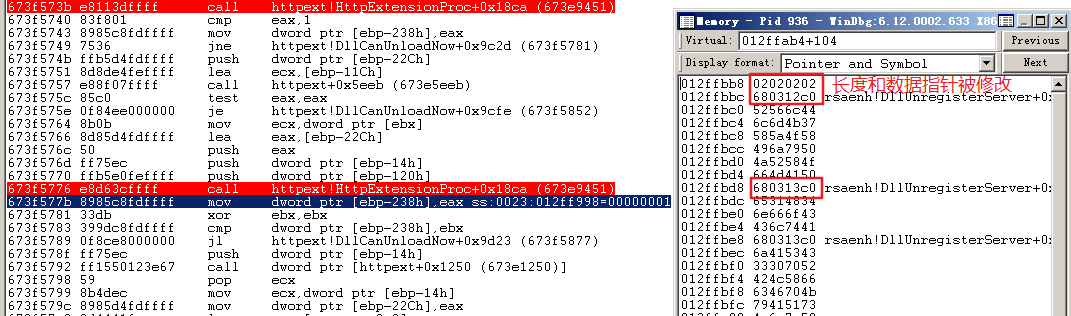 673f573b e8113dffff call httpext!HttpExtensionProc+0x18ca (673e9451)
673f5740 83f801 cmp eax,1
673f5743 8985c8fdffff mov dword ptr [ebp-238h],eax
673f5749 7536 jne httpext!DllCanUnloadNow+0x9c2d (673f5781)
673f574b ffb5d4fdffff push dword ptr [ebp-22Ch]
673f5751 8d8de4feffff lea ecx,[ebp-11Ch]
673f5757 e88f07ffff call httpext+0x5eeb (673e5eeb)
673f575c 85c0 test eax,eax
673f575e 0f84ee000000 je httpext!DllCanUnloadNow+0x9cfe (673f5852)
673f5764 8b0b mov ecx,dword ptr [ebx]
673f5766 8d85d4fdffff lea eax,[ebp-22Ch]
673f576c 50 push eax
673f576d ff75ec push dword ptr [ebp-14h]
673f5770 ffb5e0feffff push dword ptr [ebp-120h]
673f5776 e8d63cffff call httpext!HttpExtensionProc+0x18ca (673e9451)
673f577b 8985c8fdffff mov dword ptr [ebp-238h],eax ss:0023:012ff998=00000001
673f5781 33db xor ebx,ebx
673f5783 399dc8fdffff cmp dword ptr [ebp-238h],ebx
673f5789 0f8ce8000000 jl httpext!DllCanUnloadNow+0x9d23 (673f5877)
673f578f ff75ec push dword ptr [ebp-14h]
673f5792 ff1550123e67 call dword ptr [httpext+0x1250 (673e1250)]
673f5798 59 pop ecx
673f5799 8b4dec mov ecx,dword ptr [ebp-14h]
673f579c 8985d4fdffff mov dword ptr [ebp-22Ch],eax
Memory - Pid 936 - WinDbg:6.12.0002.633 X86
Virtual: 012ffab4+104 Previous
Display format: Pointer and Symbol Next
012ffbb8 02020202 长度和数据指针被修改
012ffbbc 680312c0 rsaenh!DllUnregisterServer+0
012ffbc0 52566c44
012ffbc4 6c6d4b37
012ffbc8 585a4f58
012ffbcc 496a7950
012ffbd0 4a52584f
012ffbd4 664d4150
012ffbd8 680313c0 rsaenh!DllUnregisterServer+0
012ffbdc 65314834
012ffbe0 6e666f43
012ffbe4 436c7441
012ffbe8 680313c0 rsaenh!DllUnregisterServer+0
012ffbec 6a415343
012ffbf0 33307052
012ffbf4 424c5866
012ffbf8 6346704b
012ffbfc 79415173